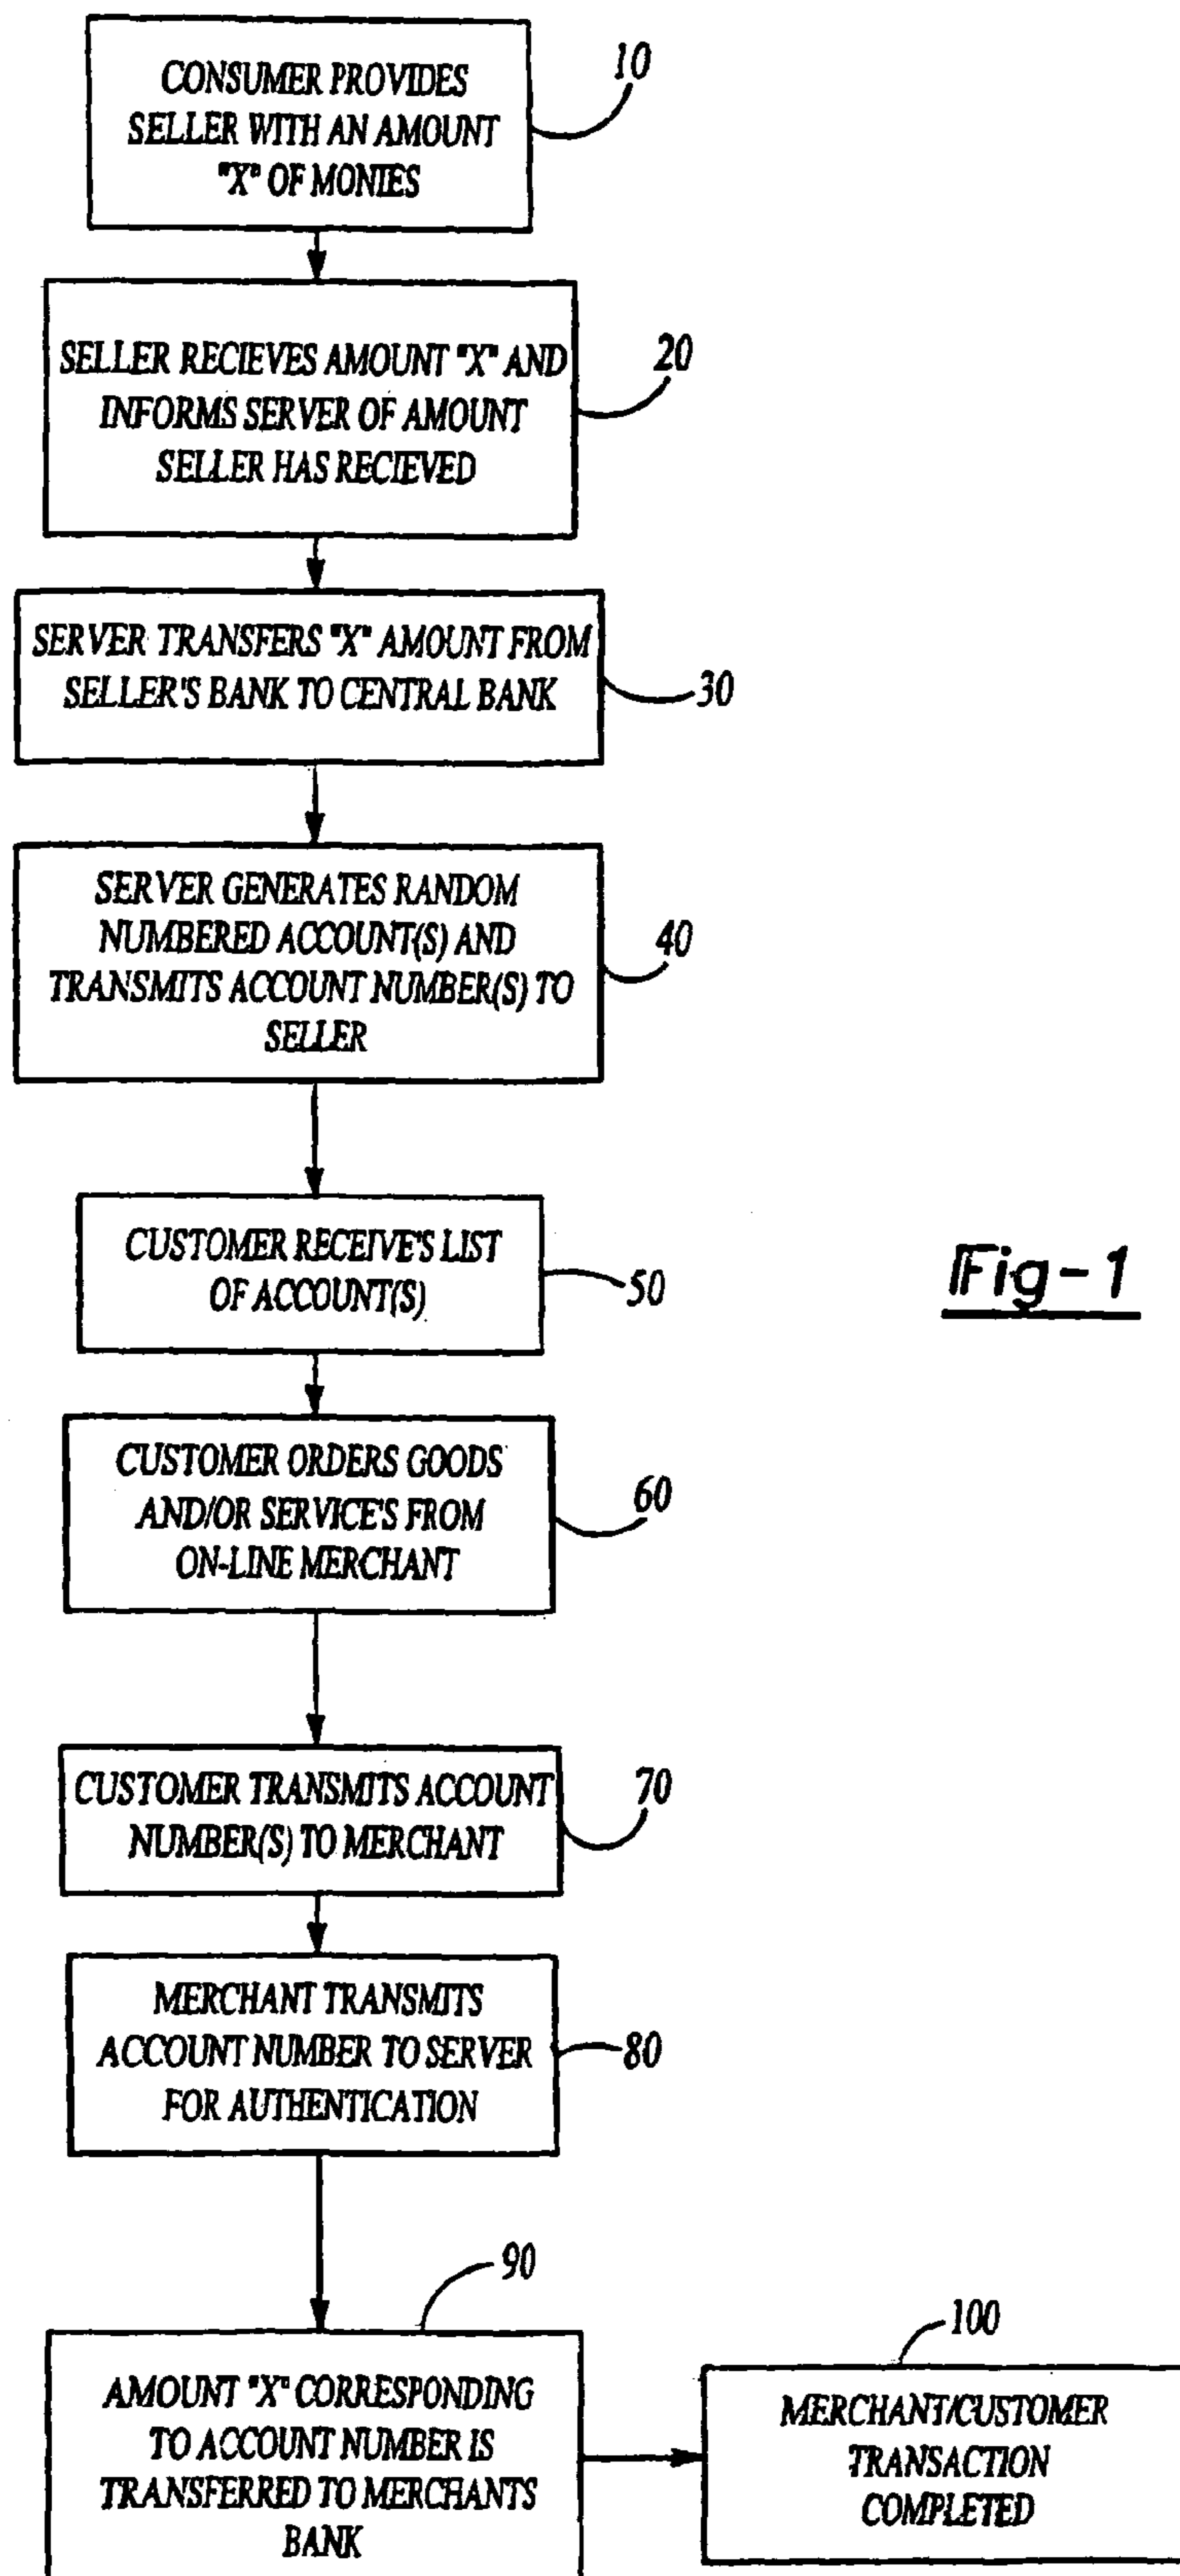 CONSUMER PROVIDES
SELLER WITH AN AMOUNT
"X" OF MONIES
10
SELLER RECIEVES AMOUNT "X" AND
INFORMS SERVER OF AMOUNT
SELLER HAS RECIEVED
20
SERVER TRANSFERS "X" AMOUNT FROM
SELLER'S BANK TO CENTRAL BANK
30
SERVER GENERATES RANDOM
NUMBERED ACCOUNT(S) AND
TRANSMITS ACCOUNT NUMBER(S) TO
SELLER
40
CUSTOMER RECEIVE'S LIST
OF ACCOUNT(S)
50
Fig-1
CUSTOMER ORDERS GOODS
AND/OR SERVICE'S FROM
ON-LINE MERCHANT
60
CUSTOMER TRANSMITS ACCOUNT
NUMBER(S) TO MERCHANT
70
MERCHANT TRANSMITS
ACCOUNT NUMBER TO SERVER
FOR AUTHENTICATION
80
90
AMOUNT "X" CORRESPONDING
TO ACCOUNT NUMBER IS
TRANSFERRED TO MERCHANTS
BANK
100
MERCHANT/CUSTOMER
TRANSACTION
COMPLETED